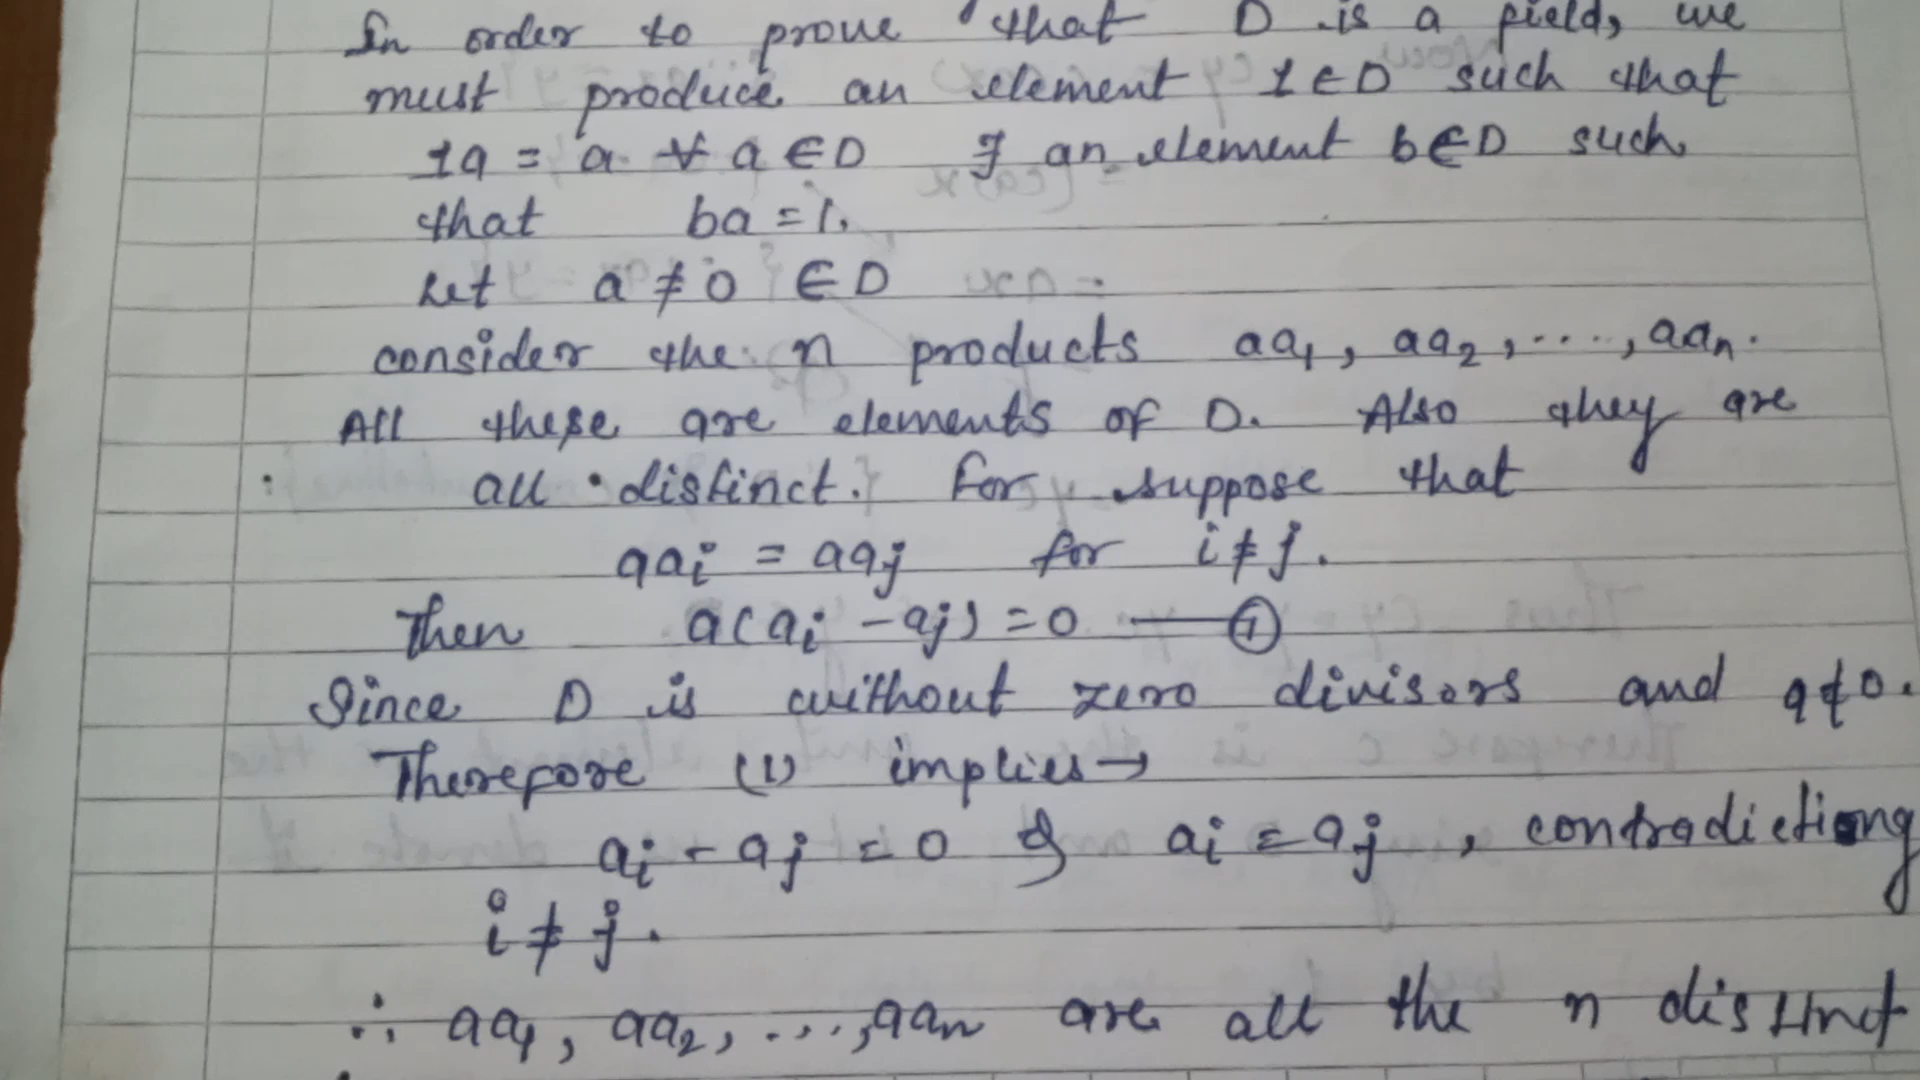 In order to prove that D is a field, we
must produce an element 1 ∈ D such that
1a = a ∀ a ∈ D ∃ an element b ∈ D such
that ba = 1.
Let a ≠ 0 ∈ D
consider the n products aa₁, aa₂, ...., aaₙ.
All these are elements of D. Also they are
all distinct. For suppose that
aaᵢ = aaⱼ for i ≠ j.
Then a(aᵢ - aⱼ) = 0 — ①
Since D is without zero divisors and a ≠ 0.
Therefore (1) implies →
aᵢ - aⱼ = 0 & aᵢ = aⱼ, contradictiong
i ≠ j.
∴ aa₁, aa₂, ...., aaₙ are all the n distinct